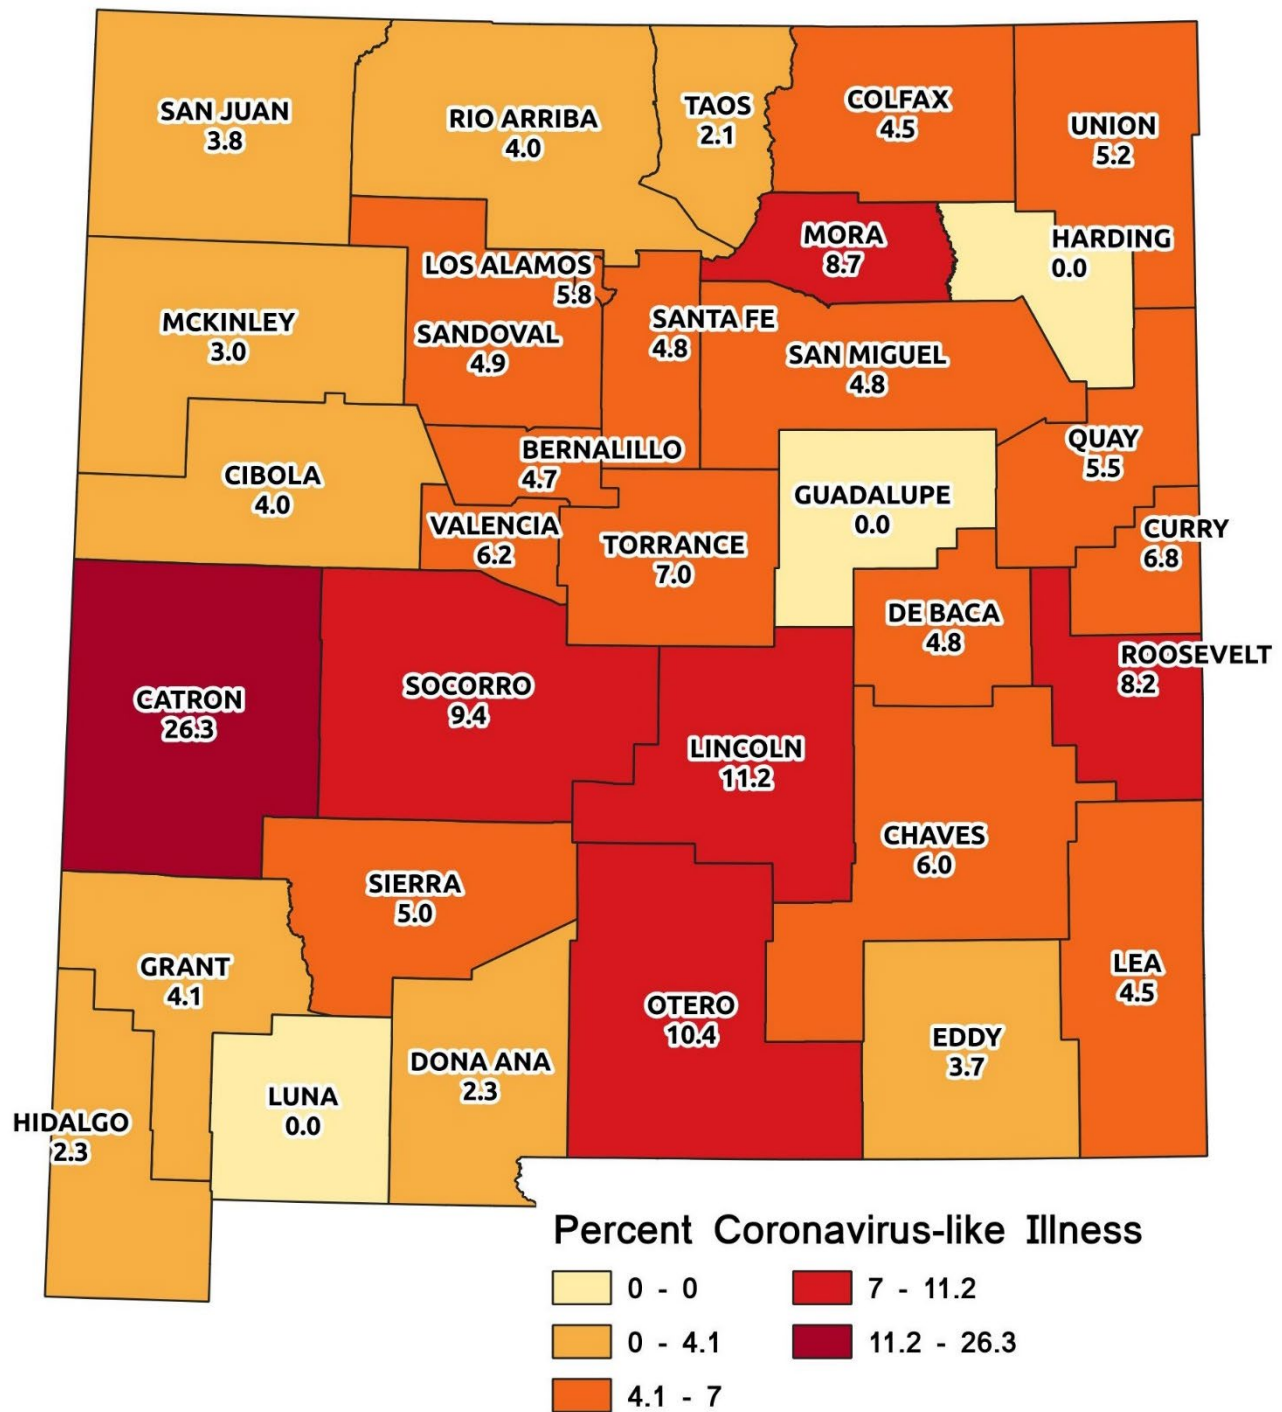 SAN JUAN
3.8
RIO ARRIBA
4.0
TAOS
2.1
COLFAX
4.5
UNION
5.2
MORA
8.7
HARDING
0.0
LOS ALAMOS
5.8
MCKINLEY
3.0
SANDOVAL
4.9
SANTA FE
4.8
SAN MIGUEL
4.8
QUAY
5.5
BERNALILLO
4.7
CIBOLA
4.0
GUADALUPE
0.0
VALENCIA
6.2
TORRANCE
7.0
CURRY
6.8
DE BACA
4.8
ROOSEVELT
8.2
CATRON
26.3
SOCORRO
9.4
LINCOLN
11.2
CHAVES
6.0
SIERRA
5.0
GRANT
4.1
LEA
4.5
OTERO
10.4
EDDY
3.7
DONA ANA
2.3
LUNA
0.0
HIDALGO
2.3
Percent Coronavirus-like Illness
0 - 0
0 - 4.1
4.1 - 7
7 - 11.2
11.2 - 26.3